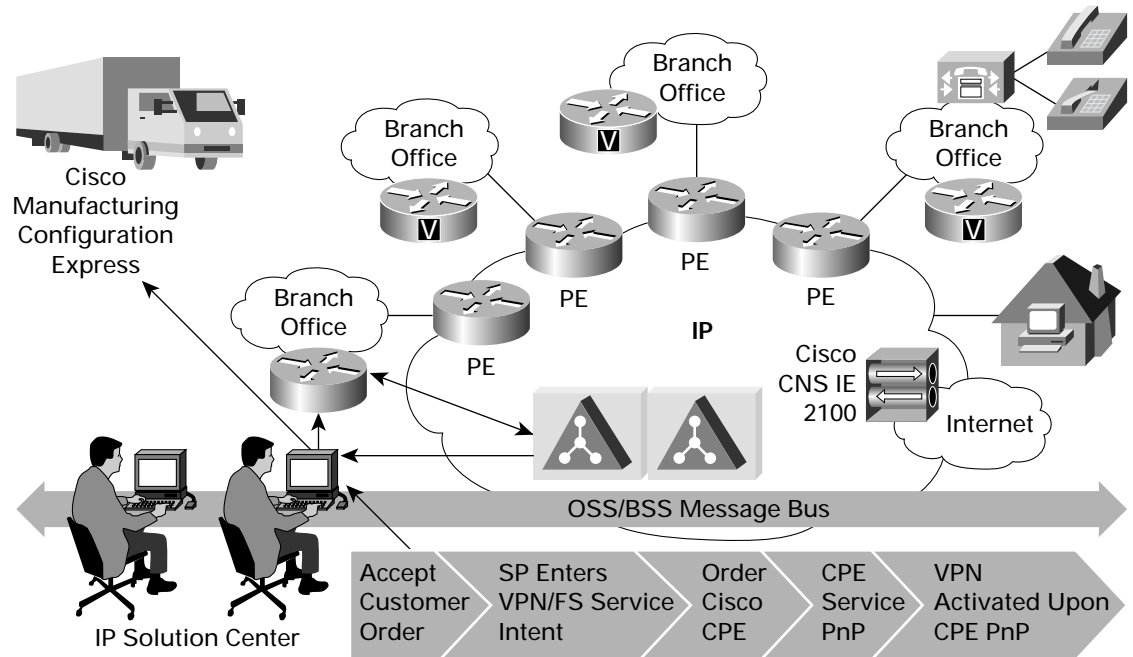 Branch
Office
Branch
Office
V
Branch
Office
V
V
Cisco
Manufacturing
Configuration
Express
PE
PE
PE
PE
Branch
Office
IP
Cisco
CNS IE
2100
Internet
OSS/BSS Message Bus
IP Solution Center
Accept
Customer
Order
SP Enters
VPN/FS Service
Intent
Order
Cisco
CPE
CPE
Service
PnP
VPN
Activated Upon
CPE PnP